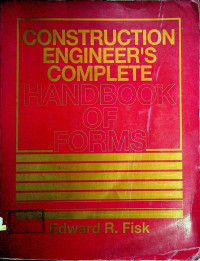 CONSTRUCTION
ENGINEER'S
COMPLETE
HANDBOOK
OF
FORMS
Edward R. Fisk